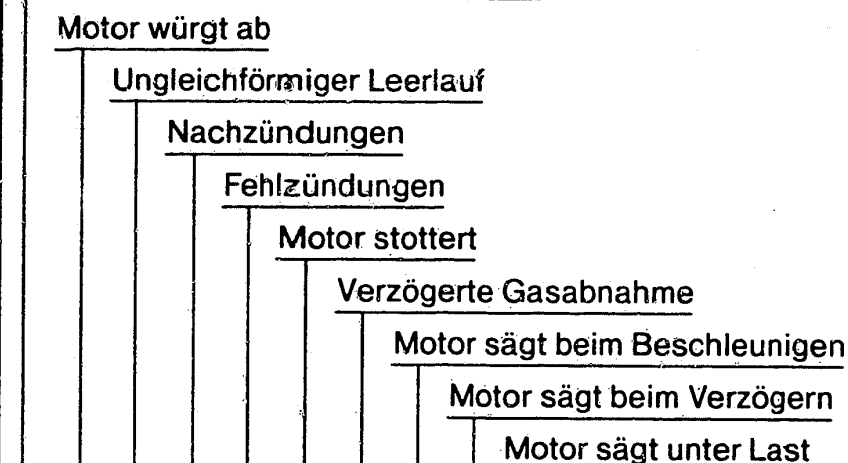 Motor würgt ab
Ungleichförmiger Leerlauf
Nachzündungen
Fehlzündungen
Motor stottert
Verzögerte Gasabnahme
Motor sägt beim Beschleunigen
Motor sägt beim Verzögern
Motor sägt unter Last